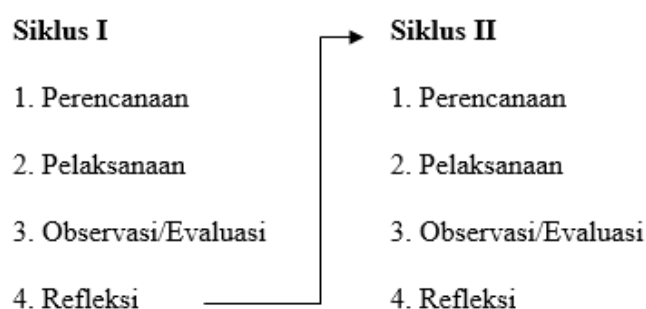 Siklus I
1. Perencanaan
2. Pelaksanaan
3. Observasi/Evaluasi
4. Refleksi
Siklus II
1. Perencanaan
2. Pelaksanaan
3. Observasi/Evaluasi
4. Refleksi